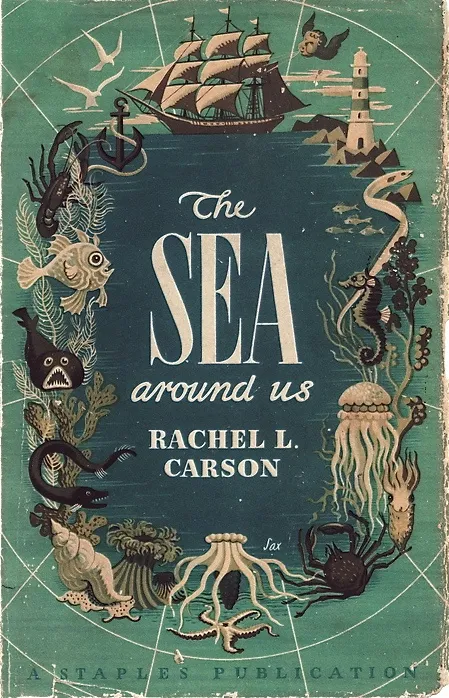 The
SEA
around us
RACHEL L.
CARSON
Sax
A STAPLES PUBLICATION